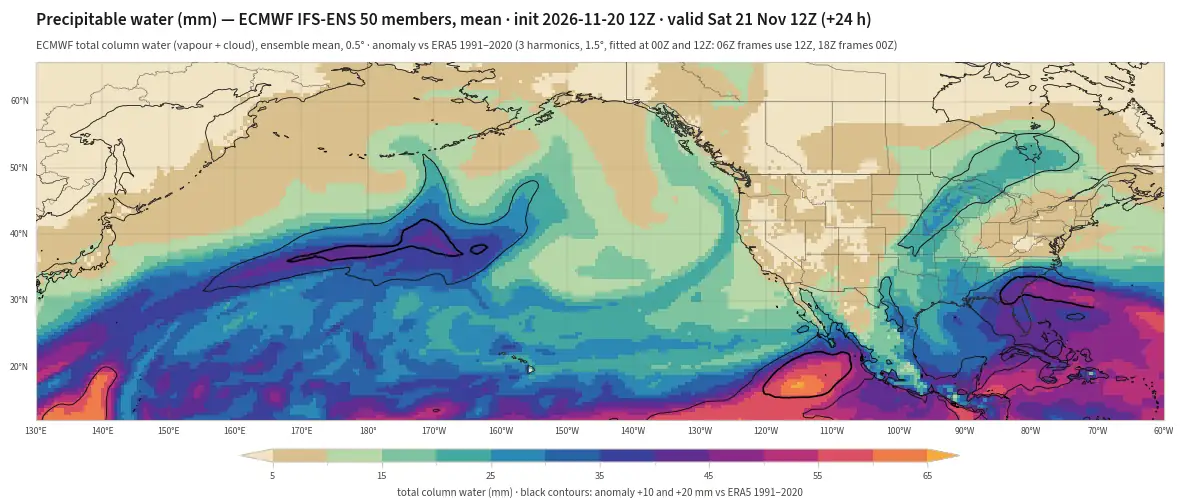 Precipitable water (mm) — ECMWF IFS-ENS 50 members, mean · init 2026-11-20 12Z · valid Sat 21 Nov 12Z (+24 h)
ECMWF total column water (vapour + cloud), ensemble mean, 0.5° · anomaly vs ERA5 1991–2020 (3 harmonics, 1.5°, fitted at 00Z and 12Z: 06Z frames use 12Z, 18Z frames 00Z)
60°N
50°N
40°N
30°N
20°N
130°E 140°E 150°E 160°E 170°E 180° 170°W 160°W 150°W 140°W 130°W 120°W 110°W 100°W 90°W 80°W 70°W 60°W
5 15 25 35 45 55 65
total column water (mm) · black contours: anomaly +10 and +20 mm vs ERA5 1991–2020